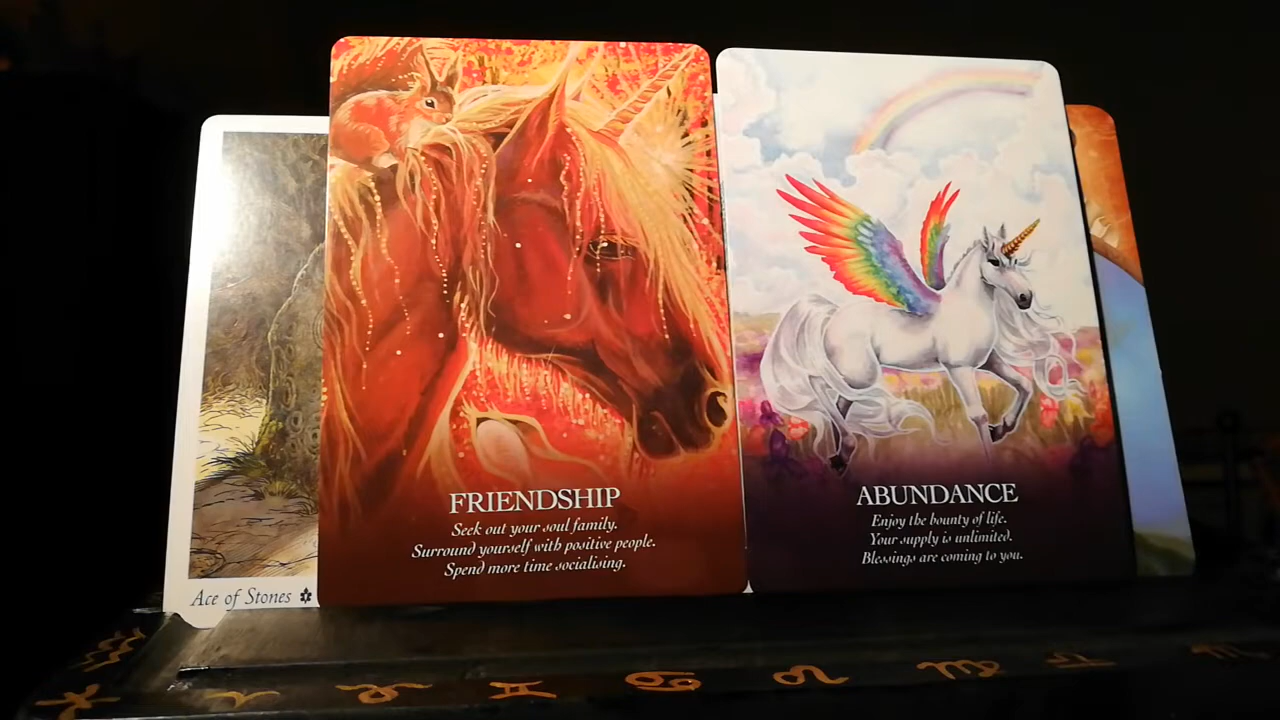 FRIENDSHIP
Seek out your soul family.
Surround yourself with positive people.
Spend more time socialising.
ABUNDANCE
Enjoy the bounty of life.
Your supply is unlimited.
Blessings are coming to you.
Ace of Stones